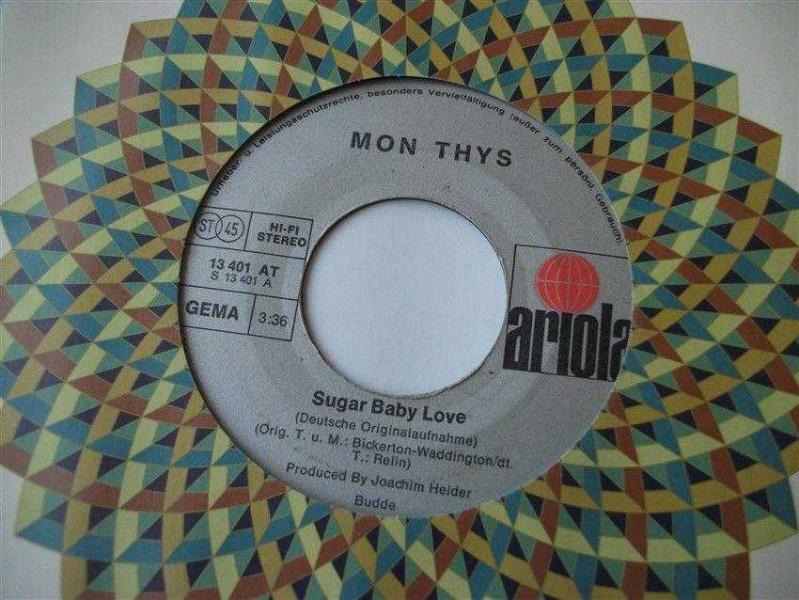 Urheber- u. Leistungsschutzrechte, besonders Vervielfältigung (außer zum persönl. Gebrauch)
MON THYS
ST 45
HI-FI
STEREO
13 401 AT
S 13 401 A
GEMA
3:36
ariola
Sugar Baby Love
(Deutsche Originalaufnahme)
(Orig. T. u. M.: Bickerton-Waddington/dt.
T.: Relin)
Produced By Joachim Heider
Budde